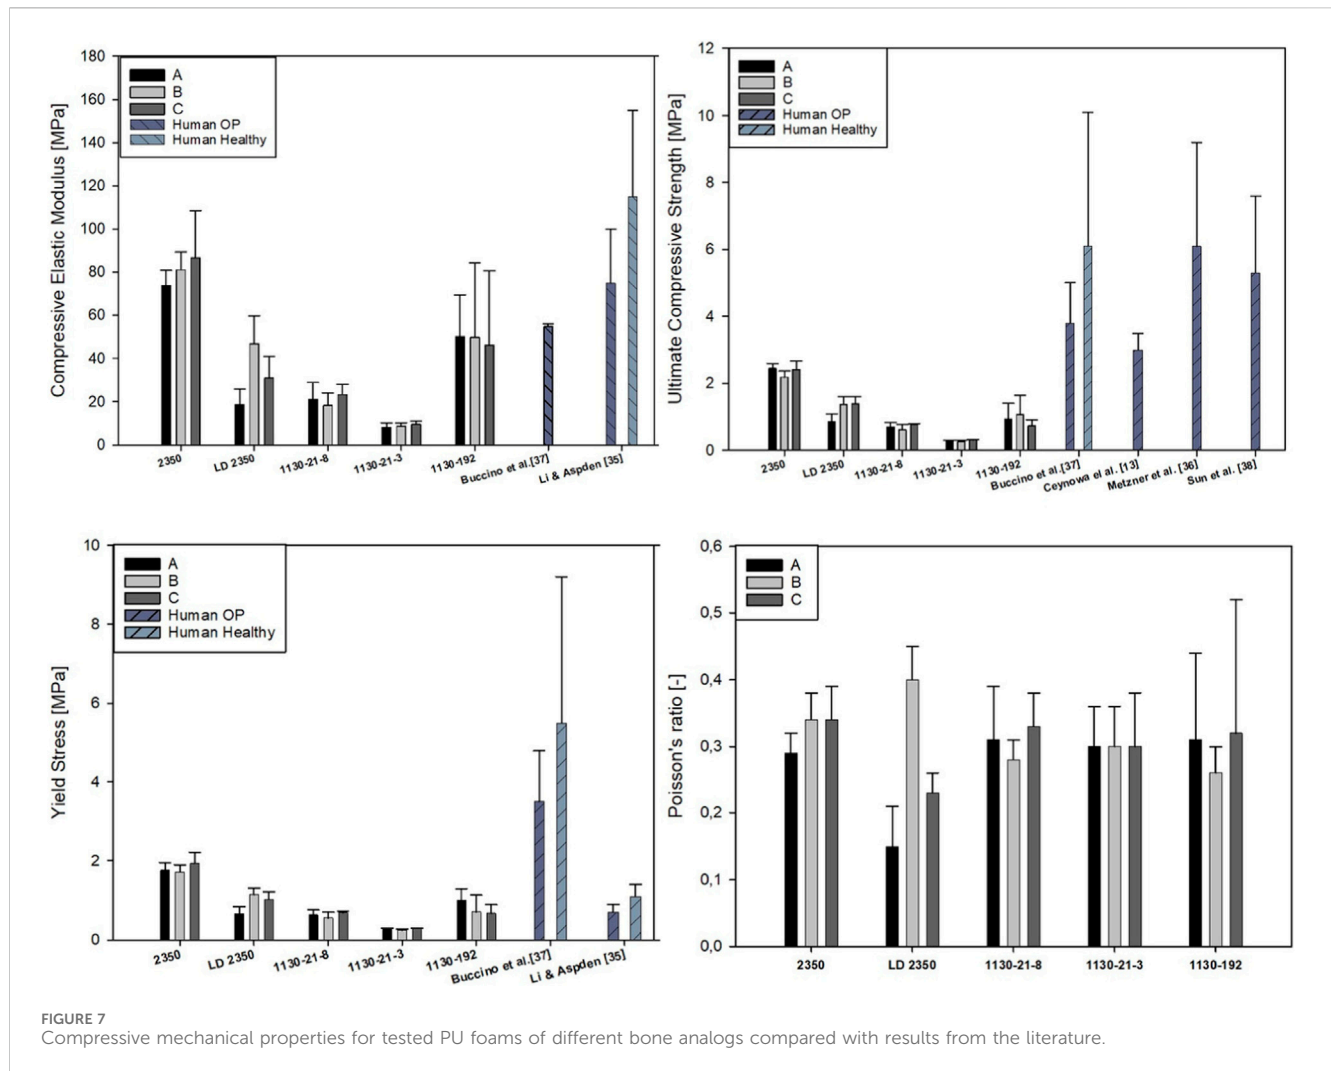 180
160
140
120
100
80
60
40
20
0
Compressive Elastic Modulus [MPa]
A
B
C
Human OP
Human Healthy
2350
LD 2350
1130-21-8
1130-21-3
1130-192
Buccino et al.[37]
Li & Aspden [35]
12
10
8
6
4
2
0
Ultimate Compressive Strength [MPa]
A
B
C
Human OP
Human Healthy
2350
LD 2350
1130-21-8
1130-21-3
1130-192
Buccino et al.[37]
Ceynowa el al. [13]
Metzner et al. [36]
Sun et al. [38]
10
8
6
4
2
0
Yield Stress [MPa]
A
B
C
Human OP
Human Healthy
2350
LD 2350
1130-21-8
1130-21-3
1130-192
Buccino et al.[37]
Li & Aspden [35]
0,6
0,5
0,4
0,3
0,2
0,1
0,0
Poisson's ratio [-]
A
B
C
2350
LD 2350
1130-21-8
1130-21-3
1130-192
FIGURE 7
Compressive mechanical properties for tested PU foams of different bone analogs compared with results from the literature.